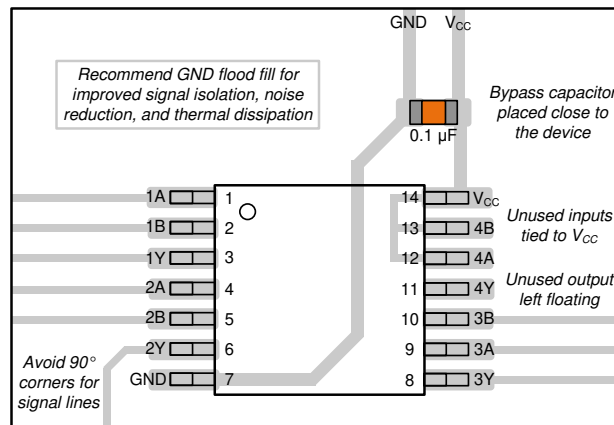 GND VCC
Recommend GND flood fill for
improved signal isolation, noise
reduction, and thermal dissipation
0.1 µF
Bypass capacitor
placed close to
the device
1A 1 14 VCC
1B 2 13 4B
1Y 3 12 4A
2A 4 11 4Y
2B 5 10 3B
2Y 6 9 3A
GND 7 8 3Y
Unused inputs
tied to VCC
Unused output
left floating
Avoid 90°
corners for
signal lines